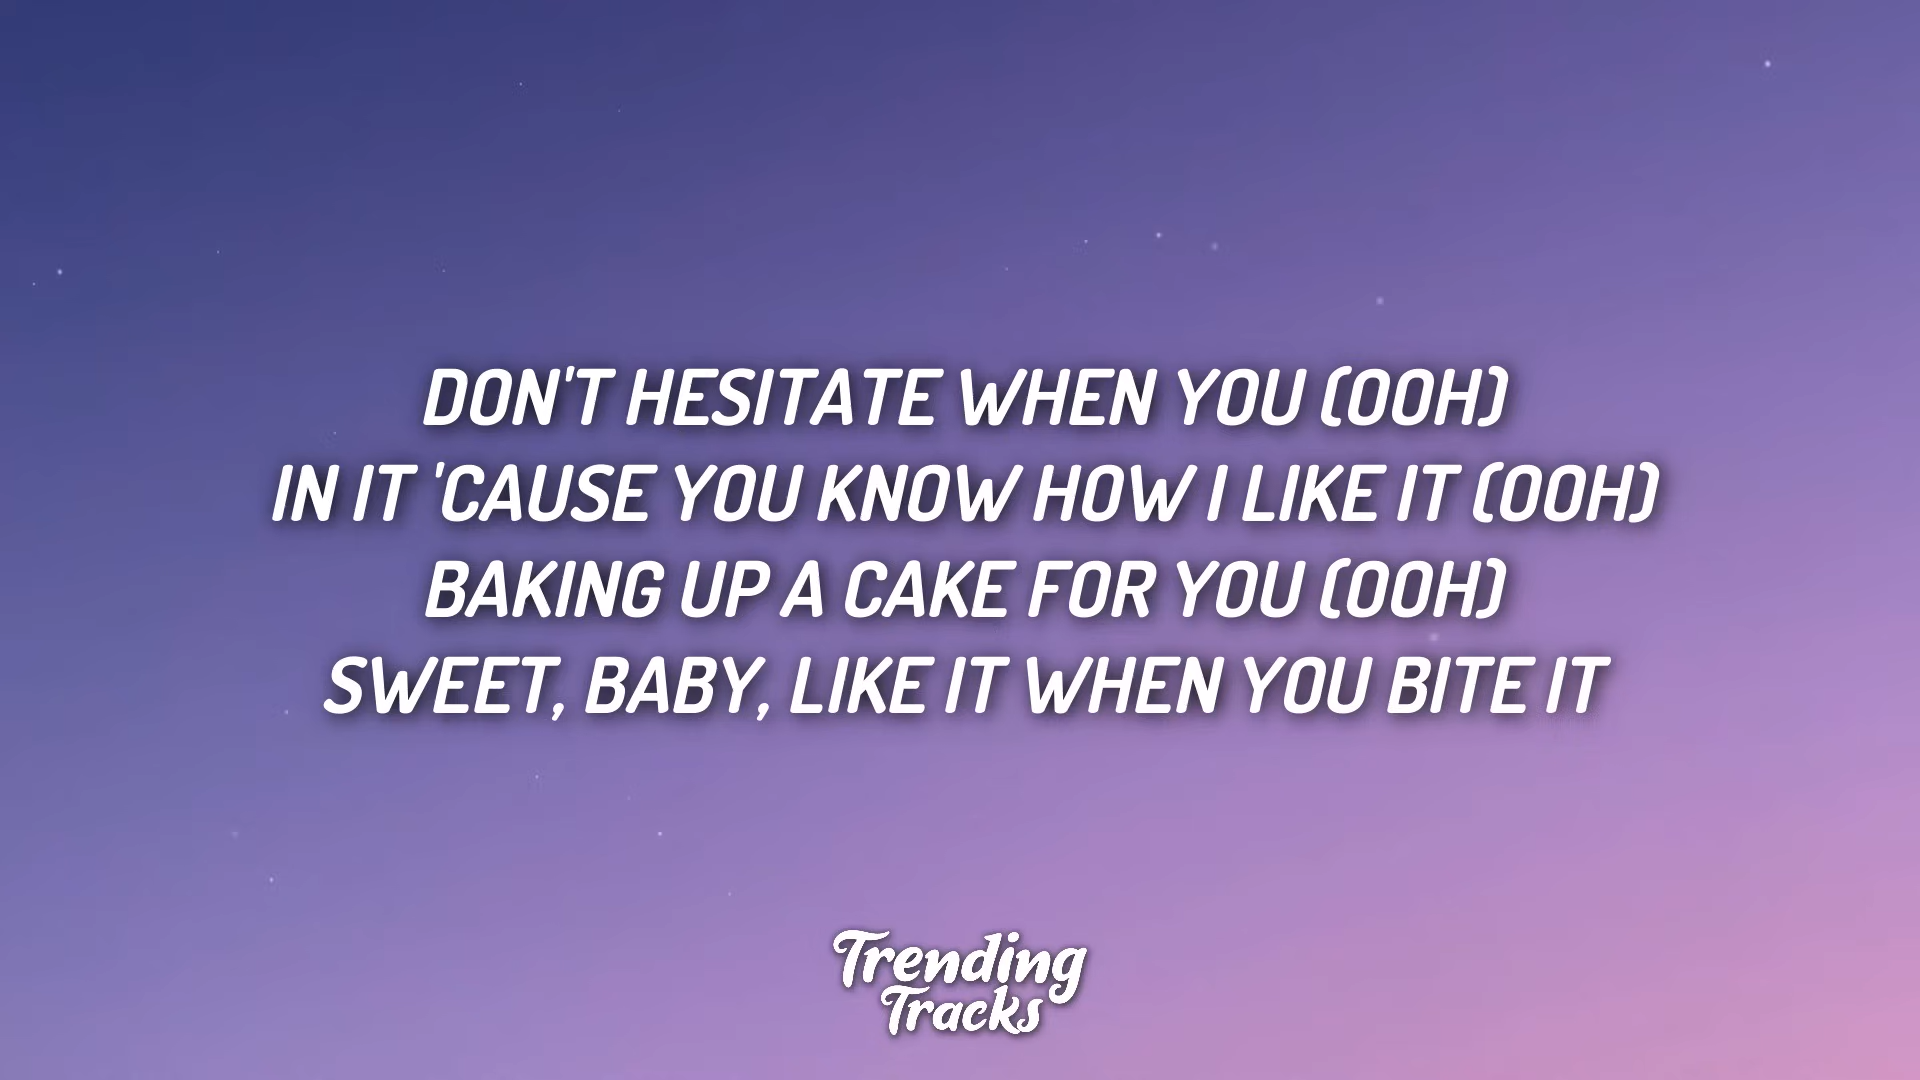 DON'T HESITATE WHEN YOU (OOH)
IN IT 'CAUSE YOU KNOW HOW I LIKE IT (OOH)
BAKING UP A CAKE FOR YOU (OOH)
SWEET, BABY, LIKE IT WHEN YOU BITE IT
Trending
Tracks